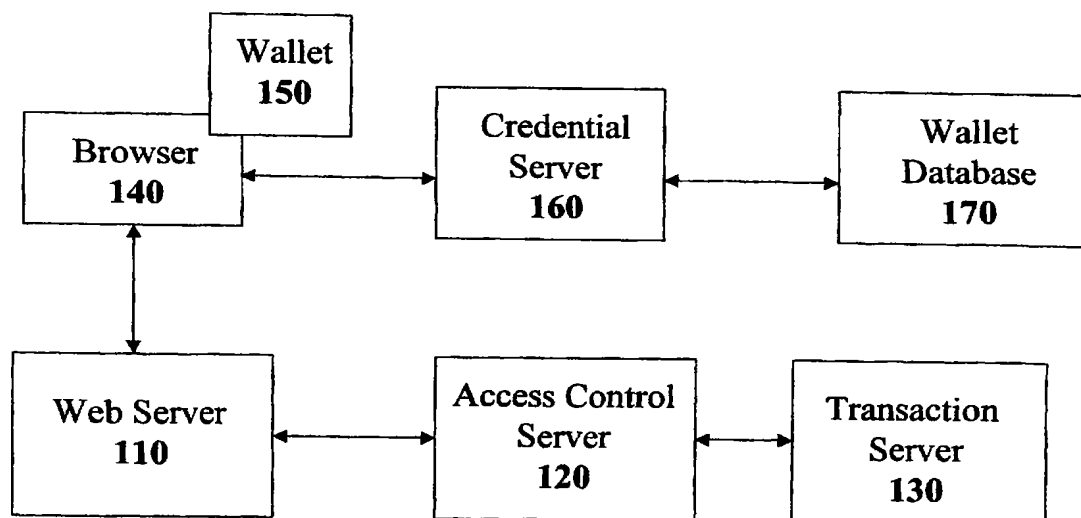 Wallet
150
Browser
140
Credential
Server
160
Wallet
Database
170
Web Server
110
Access Control
Server
120
Transaction
Server
130